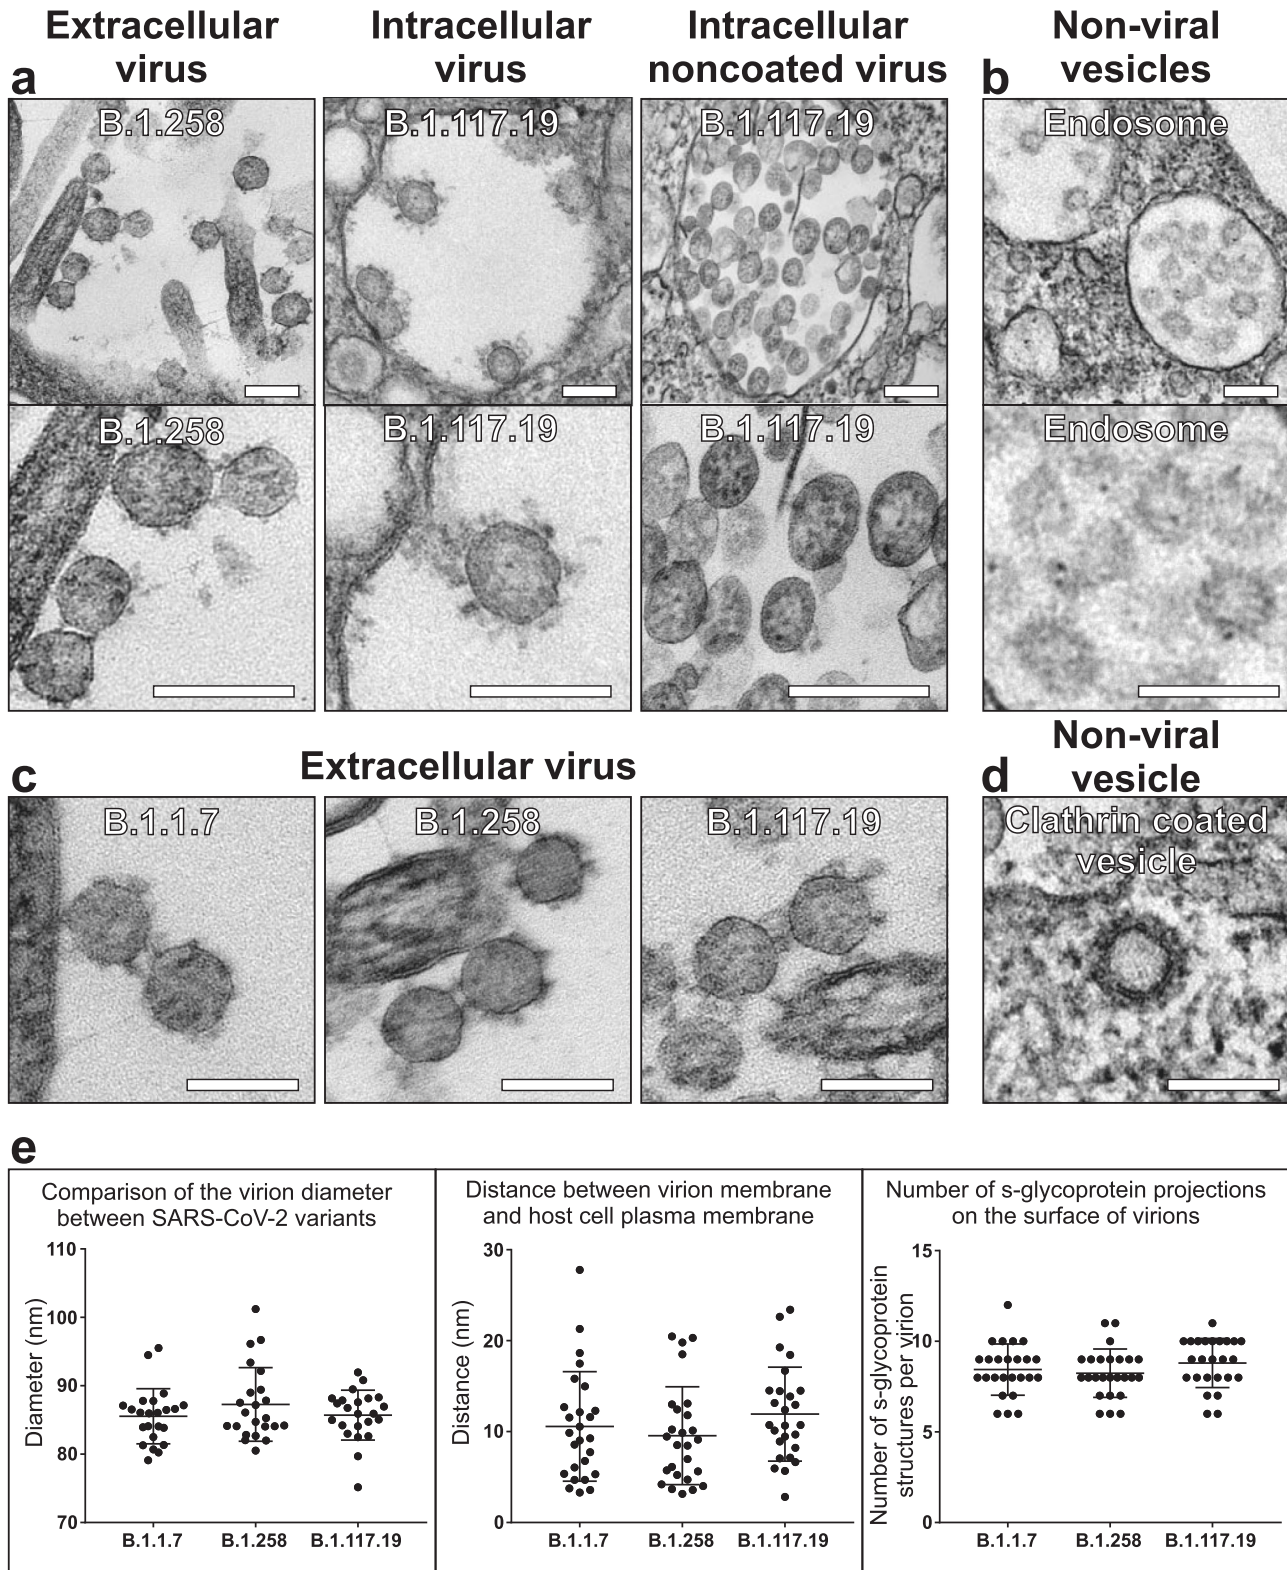 Extracellular
virus
Intracellular
virus
Intracellular
noncoated virus
Non-viral
vesicles
a
b
B.1.258
B.1.117.19
B.1.117.19
Endosome
B.1.258
B.1.117.19
B.1.117.19
Endosome
c
Extracellular virus
d
Non-viral
vesicle
B.1.1.7
B.1.258
B.1.117.19
Clathrin coated
vesicle
e
Comparison of the virion diameter
between SARS-CoV-2 variants
Diameter (nm)
110
100
90
80
70
B.1.1.7
B.1.258
B.1.117.19
Distance between virion membrane
and host cell plasma membrane
Distance (nm)
30
20
10
0
B.1.1.7
B.1.258
B.1.117.19
Number of s-glycoprotein projections
on the surface of virions
Number of s-glycoprotein
structures per virion
15
10
5
0
B.1.1.7
B.1.258
B.1.117.19